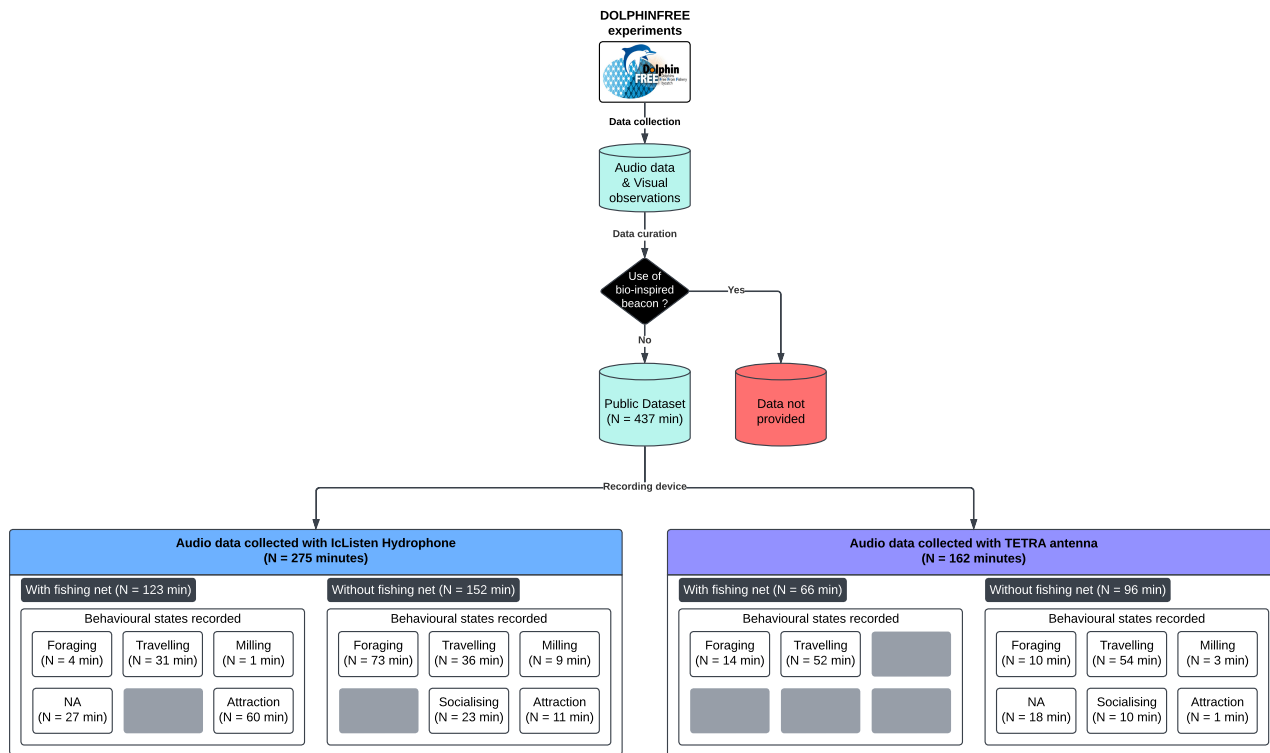 DOLPHINFREE
experiments
Dolphin
FREE
Data collection
Audio data
& Visual
observations
Data curation
Use of
bio-inspired
beacon ?
Yes
No
Public Dataset
(N = 437 min)
Data not
provided
Recording device
Audio data collected with IcListen Hydrophone
(N = 275 minutes)
With fishing net (N = 123 min)
Behavioural states recorded
Foraging
(N = 4 min)
Travelling
(N = 31 min)
Milling
(N = 1 min)
NA
(N = 27 min)
Attraction
(N = 60 min)
Without fishing net (N = 152 min)
Behavioural states recorded
Foraging
(N = 73 min)
Travelling
(N = 36 min)
Milling
(N = 9 min)
Socialising
(N = 23 min)
Attraction
(N = 11 min)
Audio data collected with TETRA antenna
(N = 162 minutes)
With fishing net (N = 66 min)
Behavioural states recorded
Foraging
(N = 14 min)
Travelling
(N = 52 min)
Without fishing net (N = 96 min)
Behavioural states recorded
Foraging
(N = 10 min)
Travelling
(N = 54 min)
Milling
(N = 3 min)
NA
(N = 18 min)
Socialising
(N = 10 min)
Attraction
(N = 1 min)